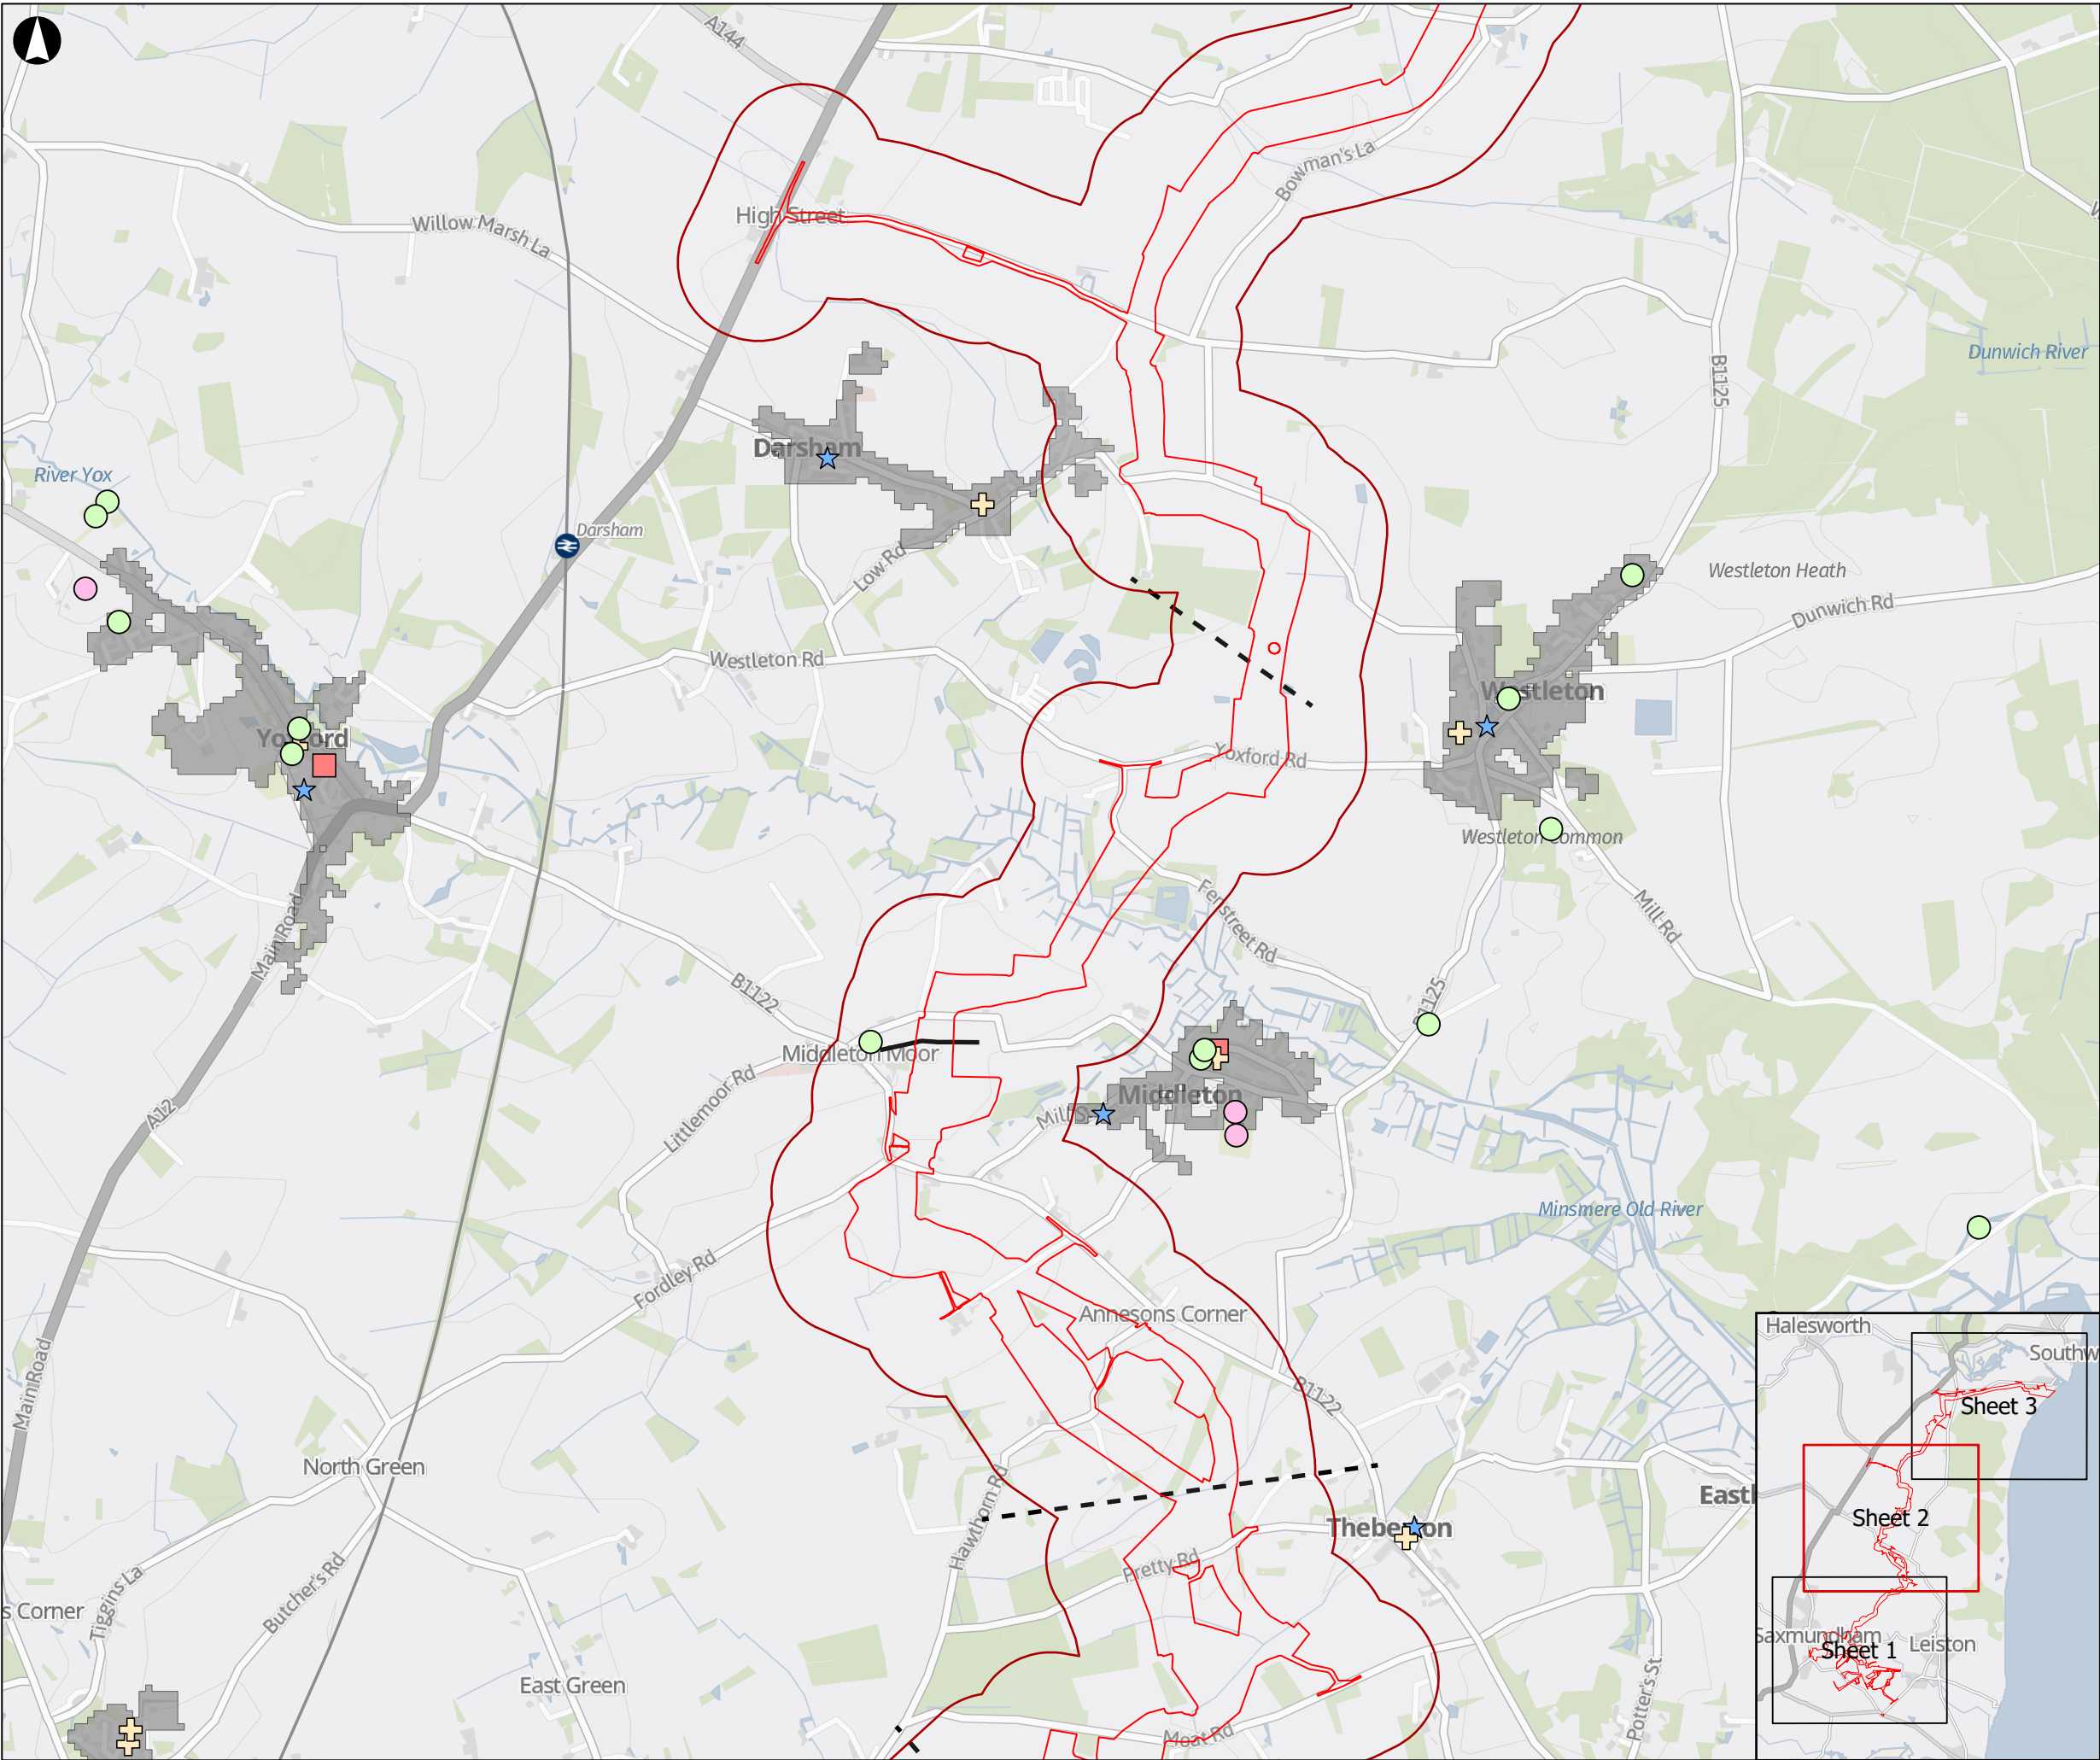 A144
Bowman's La
High Street
Willow Marsh La
Dunwich River
B1125
Darsham
River Yox
Darsham
Low Rd
Westleton Heath
Dunwich Rd
Westleton Rd
Westleton
Yoxford
Yoxford Rd
Westleton Common
Main Road
Fenstreet Rd
Mill Rd
B1122
B1125
Middleton Moor
Littlemoor Rd
Middleton
A12
Minsmere Old River
Fordley Rd
Annesons Corner
Halesworth
Southw
Main Road
B1122
Sheet 3
North Green
Hawthorn Rd
Eastb
Sheet 2
Theberton
Pretty Rd
Tiggins La
Butcher's Rd
s Corner
Saxmundham
Leiston
Sheet 1
East Green
Potter's St
Moat Rd